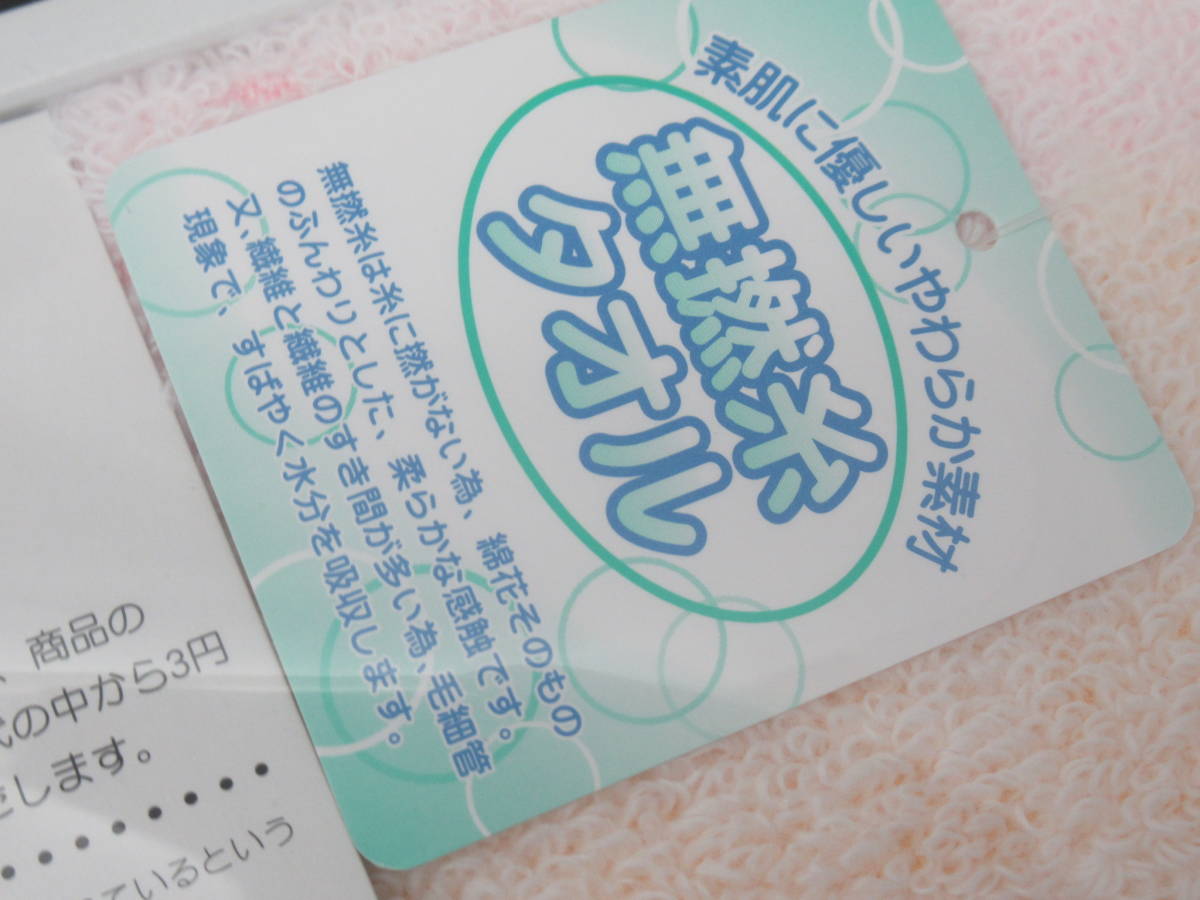 素肌に優しいやわらか素材
無撚糸
タオル
無撚糸は糸に撚がない為、綿花そのもの
のふんわりとした、柔らかな感触です。
又、繊維と繊維のすき間が多い為、毛細管
現象で、すばやく水分を吸収します。
、商品の
の中から3円
します。
ているという